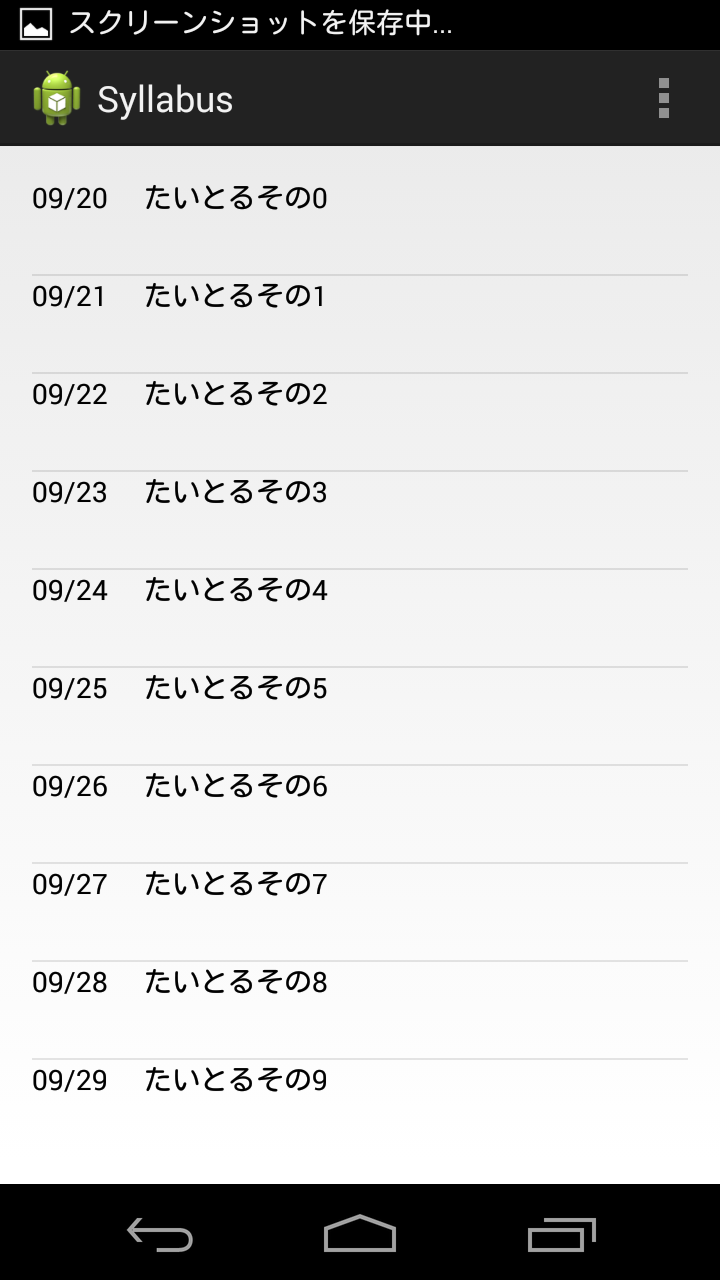 スクリーンショットを保存中...
Syllabus
09/20 たいとるその0
09/21 たいとるその1
09/22 たいとるその2
09/23 たいとるその3
09/24 たいとるその4
09/25 たいとるその5
09/26 たいとるその6
09/27 たいとるその7
09/28 たいとるその8
09/29 たいとるその9